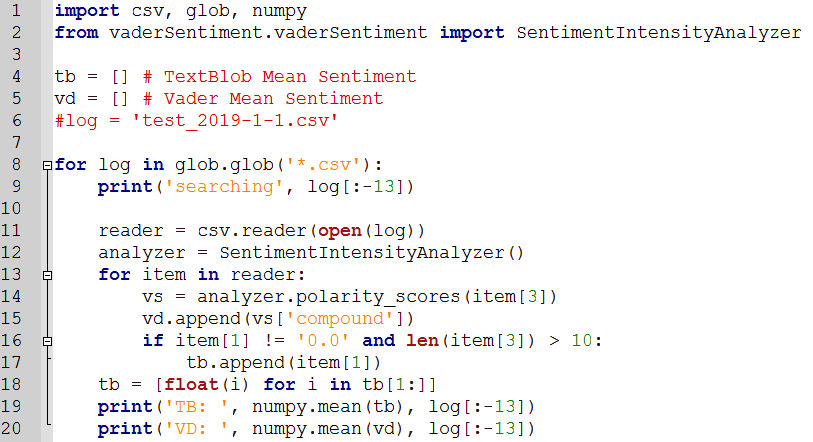 1 import csv, glob, numpy
2 from vaderSentiment.vaderSentiment import SentimentIntensityAnalyzer
3
4 tb = [] # TextBlob Mean Sentiment
5 vd = [] # Vader Mean Sentiment
6 #log = 'test_2019-1-1.csv'
7
8 for log in glob.glob('*.csv'):
9     print('searching', log[:-13])
10
11     reader = csv.reader(open(log))
12     analyzer = SentimentIntensityAnalyzer()
13     for item in reader:
14         vs = analyzer.polarity_scores(item[3])
15         vd.append(vs['compound'])
16         if item[1] != '0.0' and len(item[3]) > 10:
17             tb.append(item[1])
18     tb = [float(i) for i in tb[1:]]
19     print('TB: ', numpy.mean(tb), log[:-13])
20     print('VD: ', numpy.mean(vd), log[:-13])